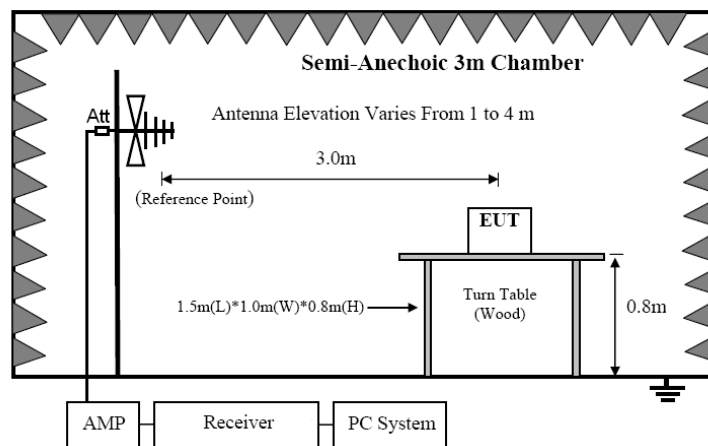 Semi-Anechoic 3m Chamber
Att
Antenna Elevation Varies From 1 to 4 m
3.0m
(Reference Point)
EUT
1.5m(L)*1.0m(W)*0.8m(H)
Turn Table
(Wood)
0.8m
AMP
Receiver
PC System